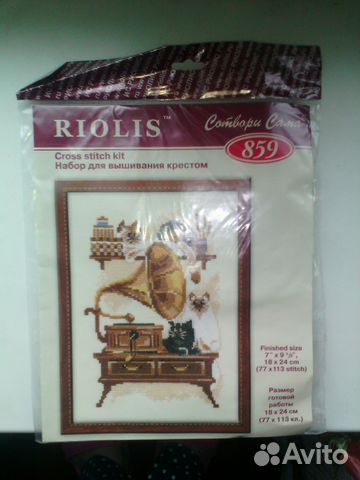 RIOLIS™
Сотвори Сама
859
Cross stitch kit
Набор для вышивания крестом
Finished size
7" x 9 ½",
18 x 24 cm
(77 x 113 stitch)
Размер
готовой
работы
18 x 24 см
(77 x 113 кл.)
Avito